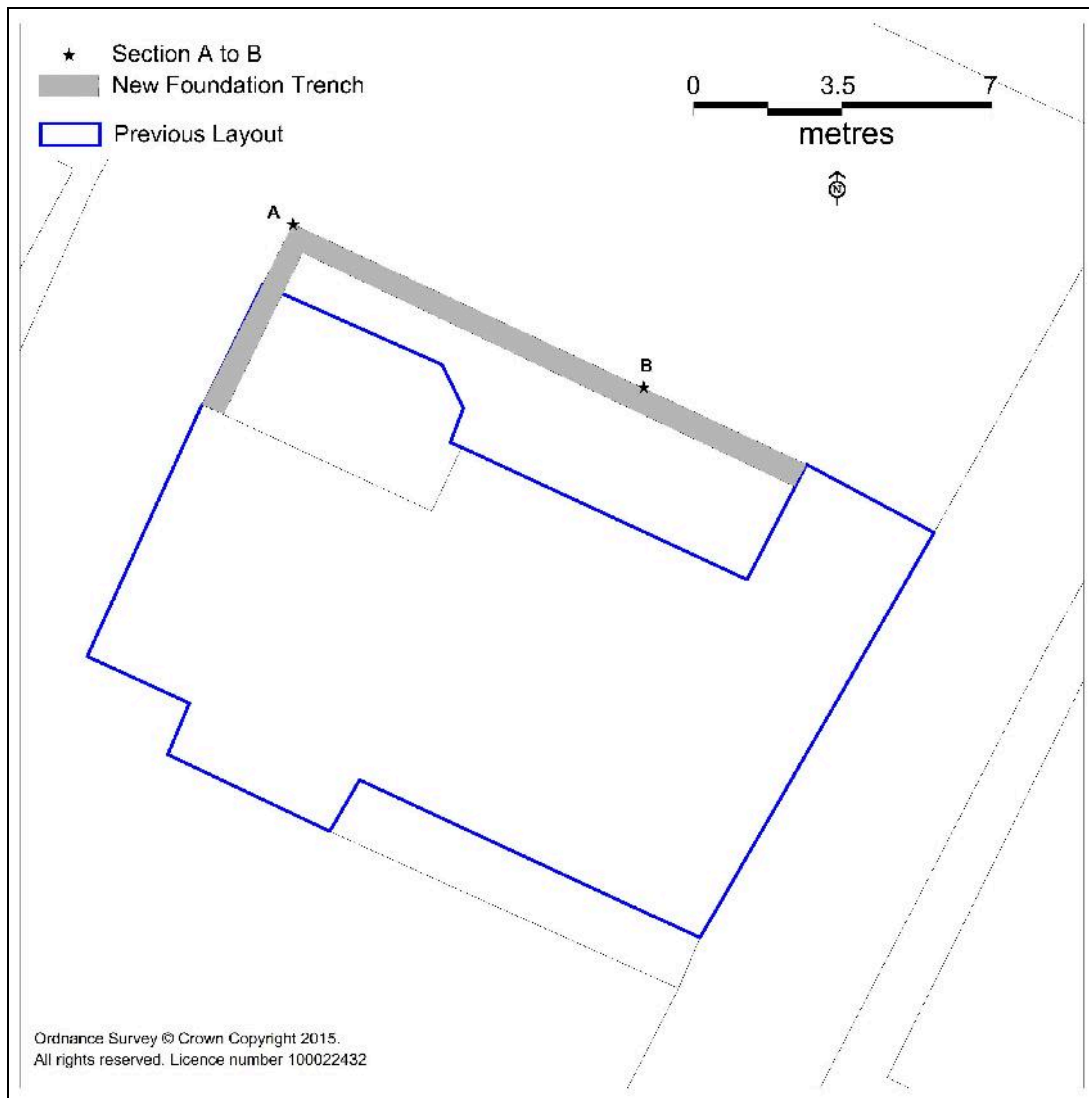 Section A to B
New Foundation Trench
Previous Layout
0 3.5 7
metres
N
A
B
Ordnance Survey © Crown Copyright 2015.
All rights reserved. Licence number 100022432